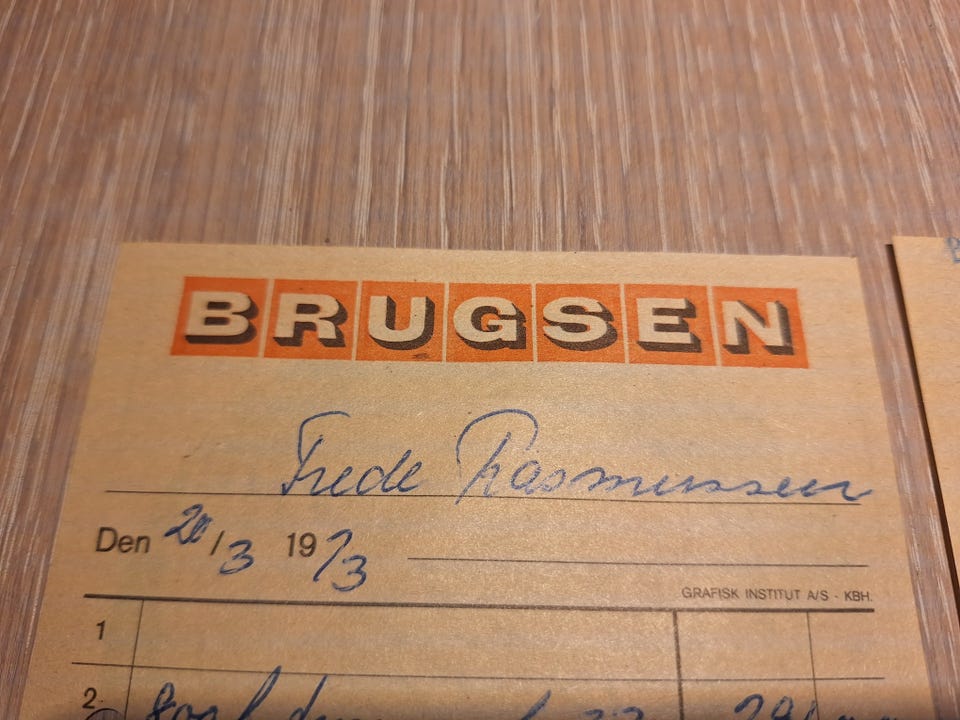 BRUGSEN
Frede Rasmussen
Den 20/3 1973
GRAFISK INSTITUT A/S - KBH.
1
2